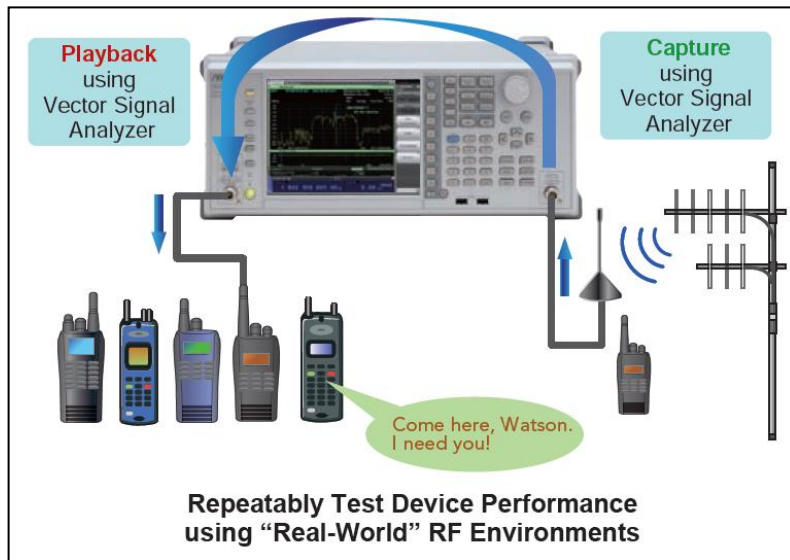 Playback
using
Vector Signal
Analyzer
Capture
using
Vector Signal
Analyzer
Come here, Watson.
I need you!
Repeatably Test Device Performance
using “Real-World” RF Environments